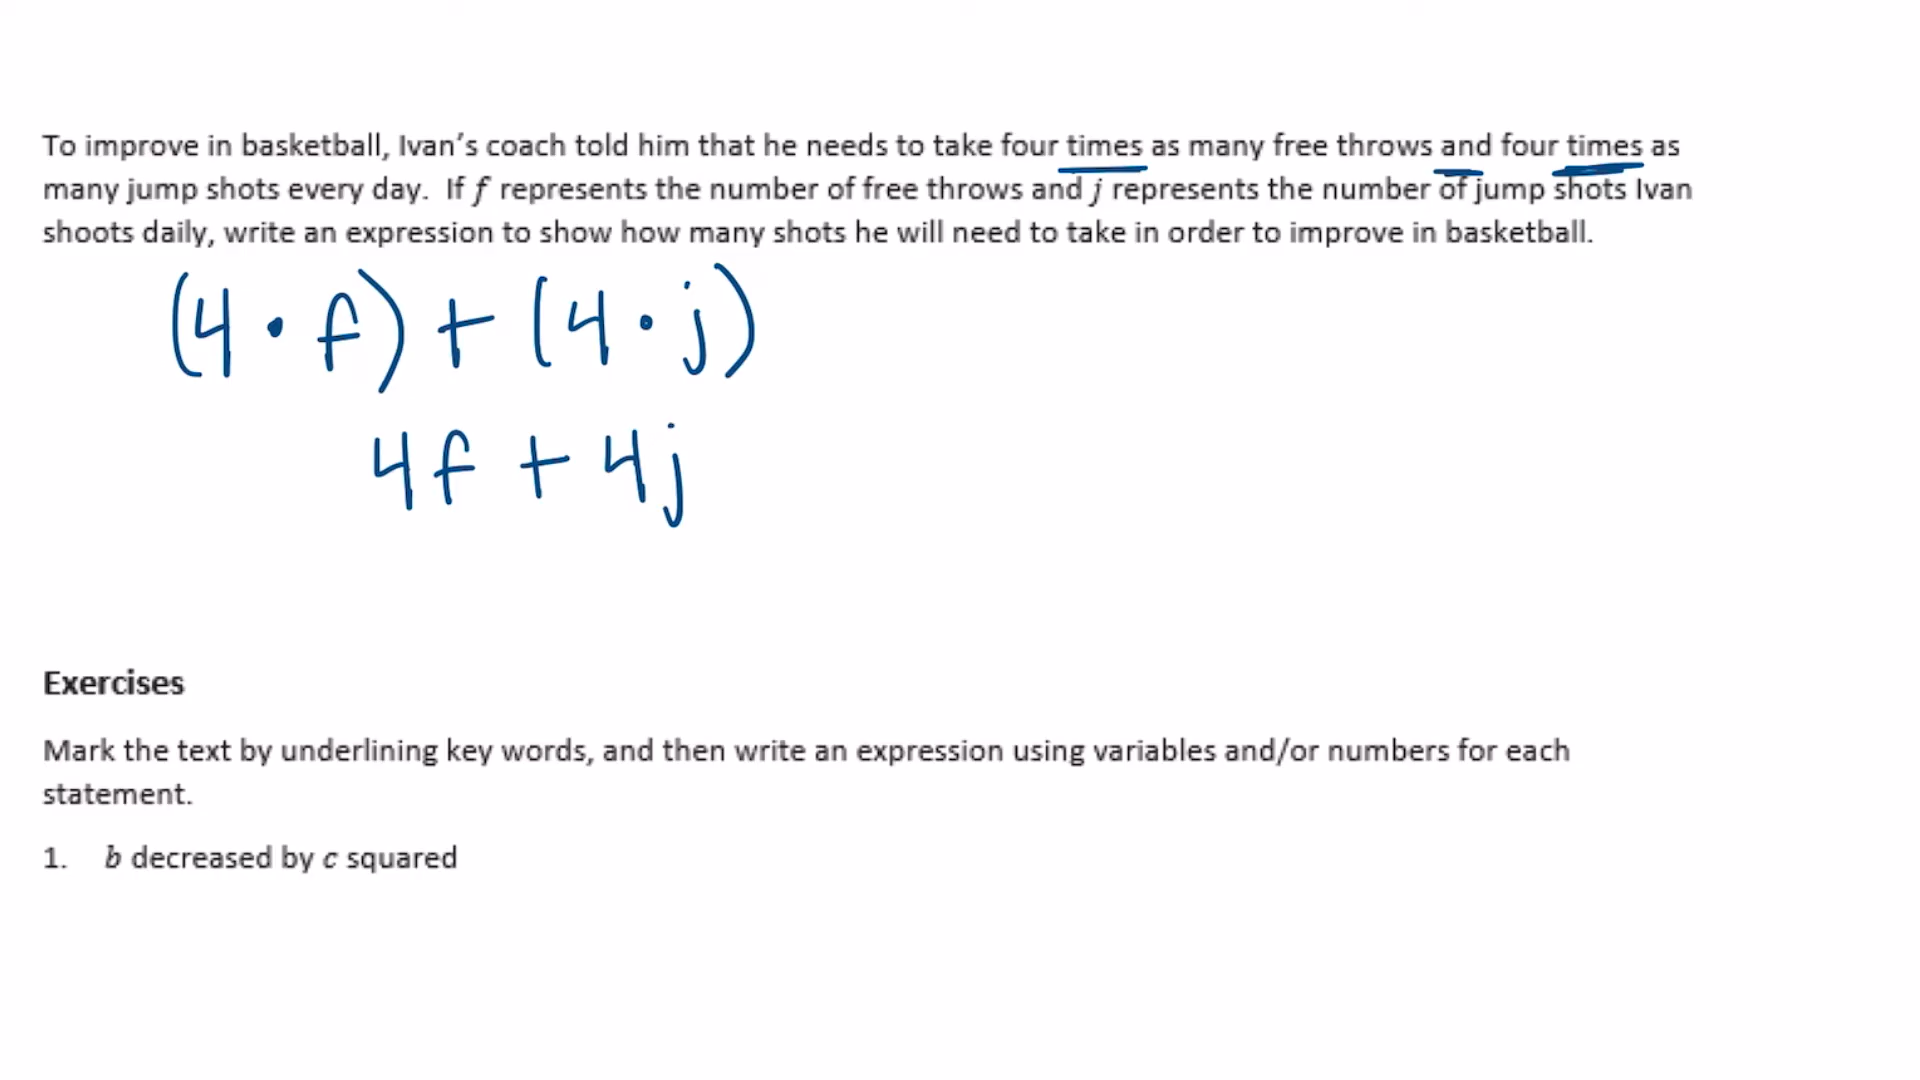 To improve in basketball, Ivan’s coach told him that he needs to take four times as many free throws and four times as
many jump shots every day. If f represents the number of free throws and j represents the number of jump shots Ivan
shoots daily, write an expression to show how many shots he will need to take in order to improve in basketball.
(4 · f) + (4 · j)
4f + 4j
Exercises
Mark the text by underlining key words, and then write an expression using variables and/or numbers for each
statement.
1. b decreased by c squared